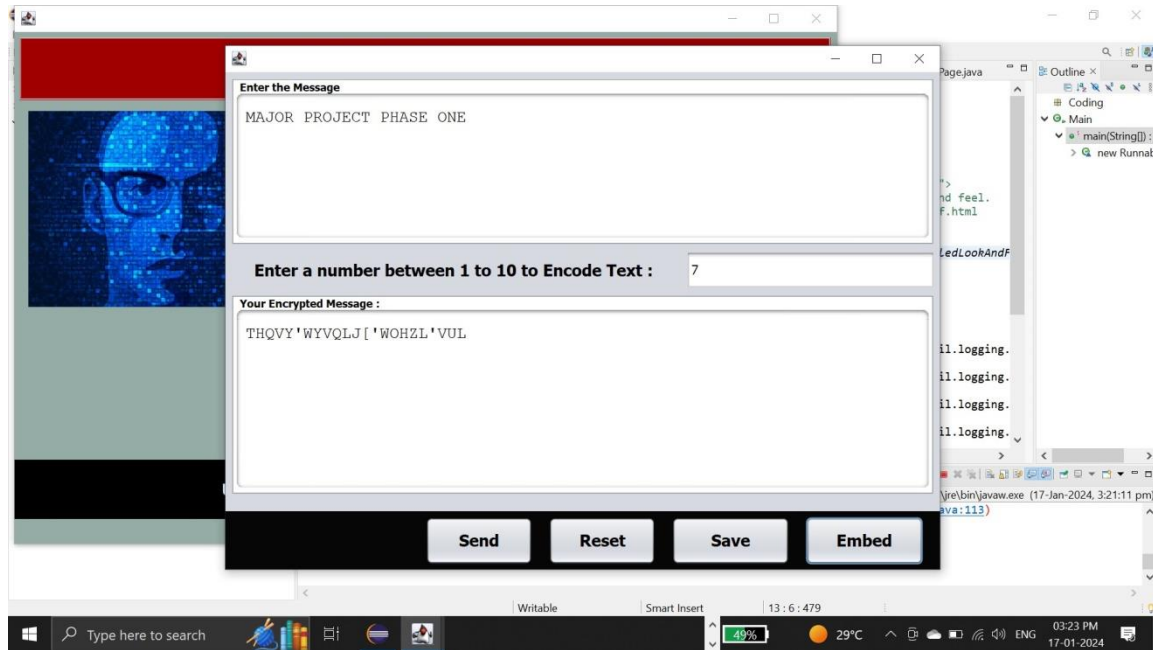 Page.java
Outline
Coding
Main
main(String[]) :
new Runnab
Enter the Message
MAJOR PROJECT PHASE ONE
">
nd feel.
f.html
LedLookAndF
Enter a number between 1 to 10 to Encode Text :
7
Your Encrypted Message :
THQVY'WYVQLJ['WOHZL'VUL
il.logging.
il.logging.
il.logging.
il.logging.
\jre\bin\javaw.exe (17-Jan-2024, 3:21:11 pm)
ava:113)
Send Reset Save Embed
Writable Smart Insert 13 : 6 : 479
Type here to search
49%
29°C
ENG
03:23 PM
17-01-2024